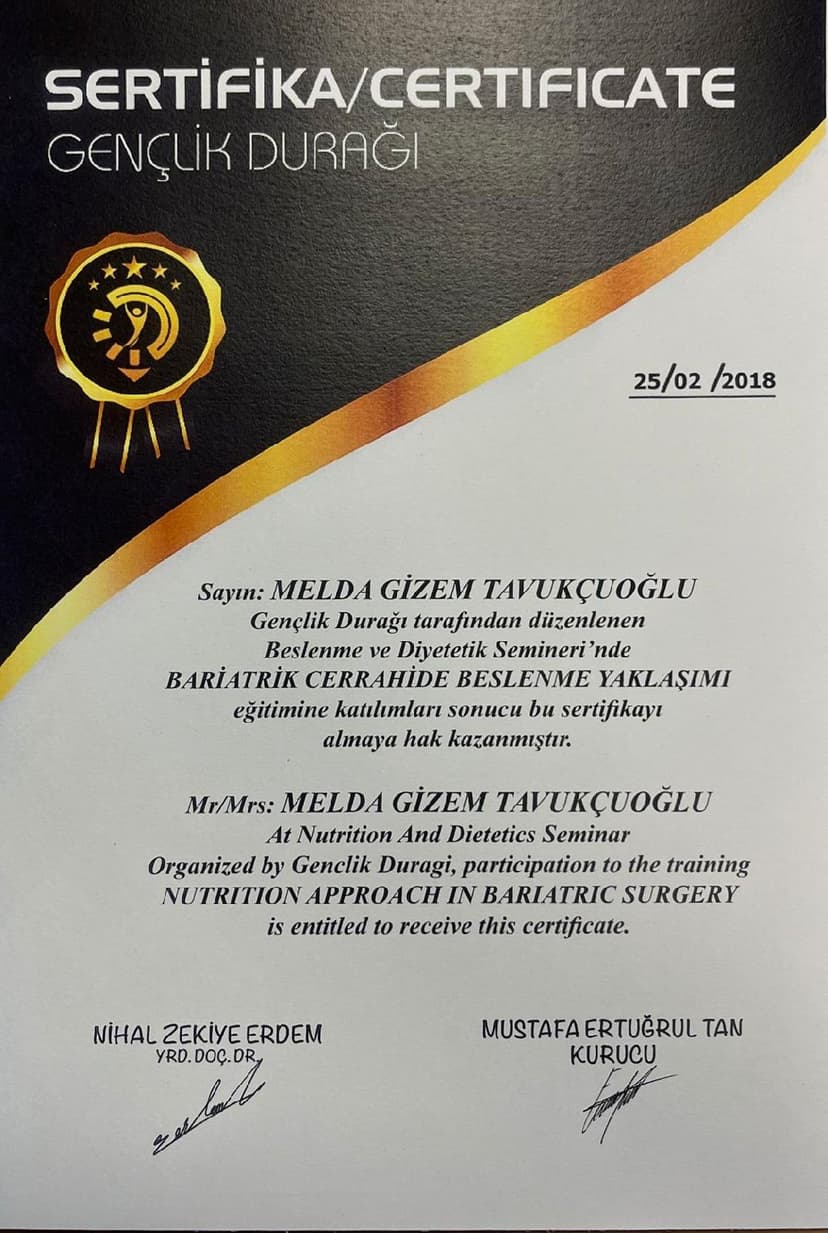 SERTİFİKA/CERTIFICATE
GENÇLİK DURAĞI
25/02 /2018
Sayın: MELDA GİZEM TAVUKÇUOĞLU
Gençlik Durağı tarafından düzenlenen
Beslenme ve Diyetetik Semineri’nde
BARİATRİK CERRAHİDE BESLENME YAKLAŞIMI
eğitimine katılımları sonucu bu sertifikayı
almaya hak kazanmıştır.
Mr/Mrs: MELDA GİZEM TAVUKÇUOĞLU
At Nutrition And Dietetics Seminar
Organized by Genclik Duragi, participation to the training
NUTRITION APPROACH IN BARIATRIC SURGERY
is entitled to receive this certificate.
NİHAL ZEKİYE ERDEM
YRD. DOÇ. DR.
MUSTAFA ERTUĞRUL TAN
KURUCU